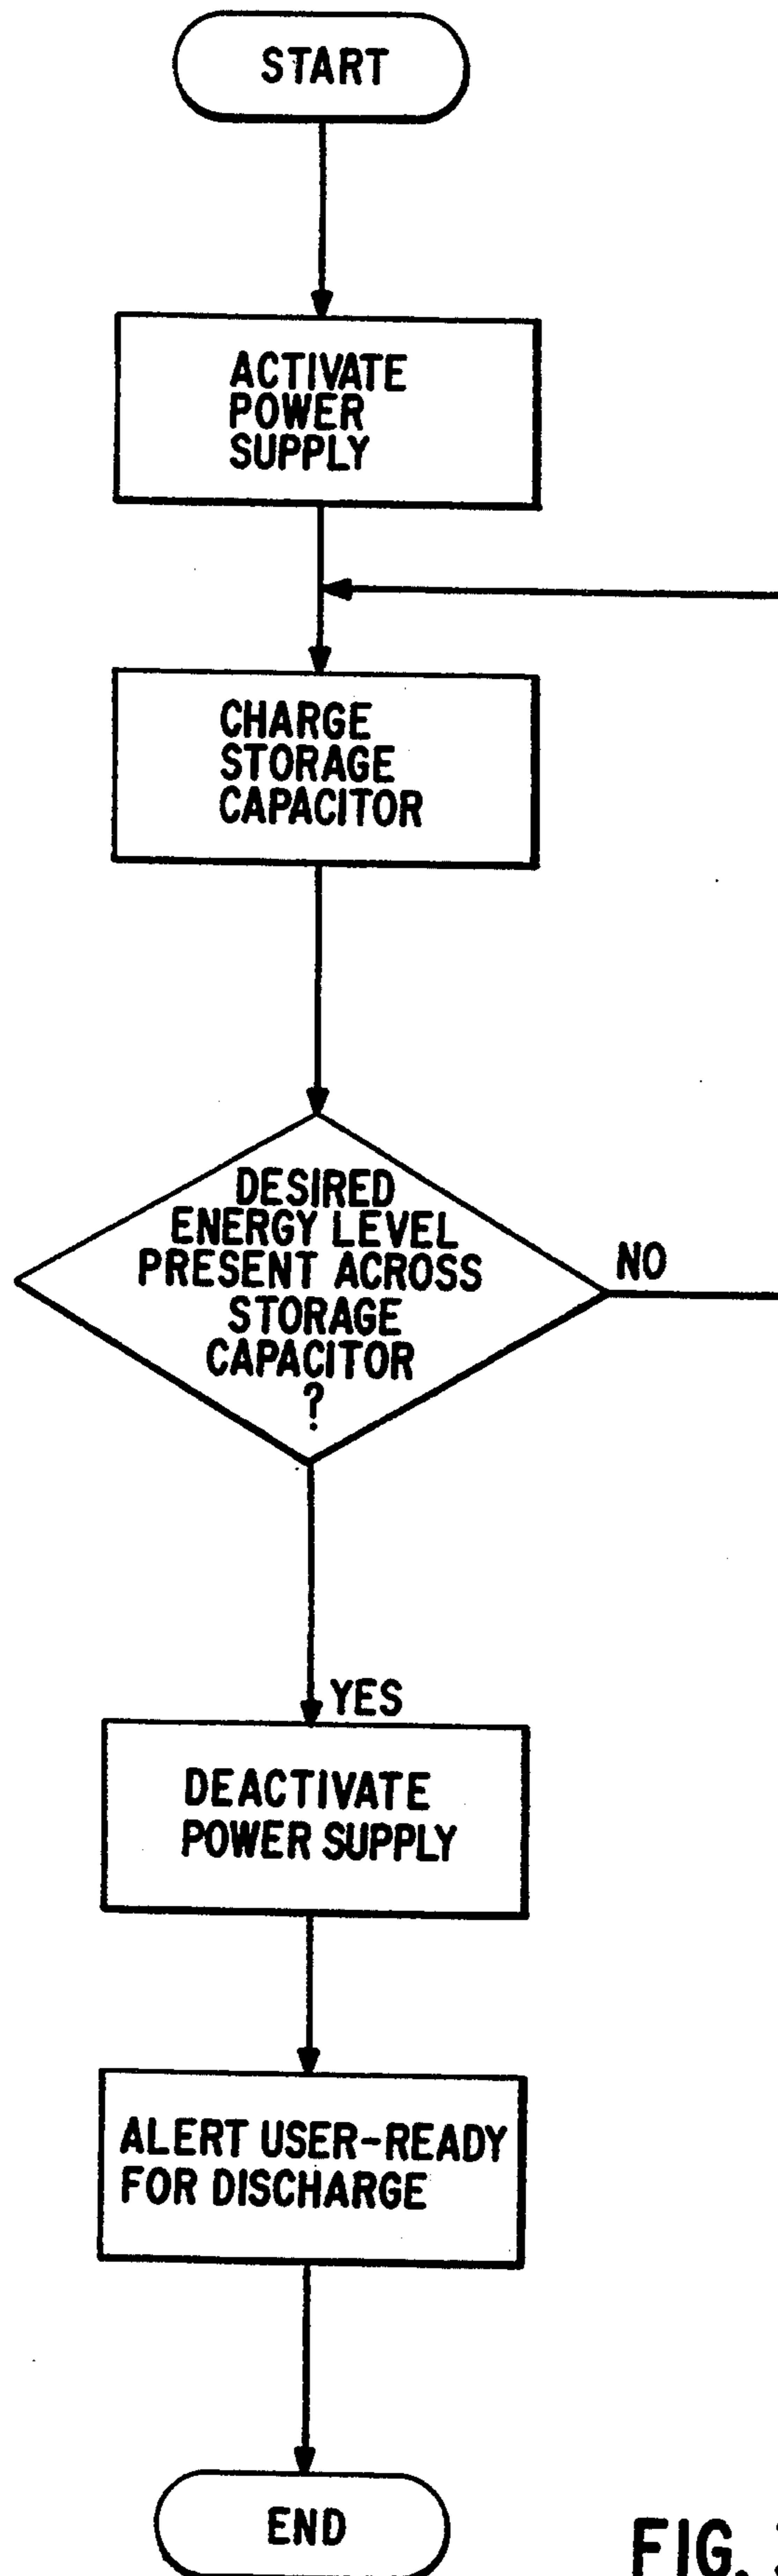 START
ACTIVATE
POWER
SUPPLY
CHARGE
STORAGE
CAPACITOR
DESIRED
ENERGY LEVEL
PRESENT ACROSS
STORAGE
CAPACITOR
?
NO
YES
DEACTIVATE
POWER SUPPLY
ALERT USER-READY
FOR DISCHARGE
END
FIG.